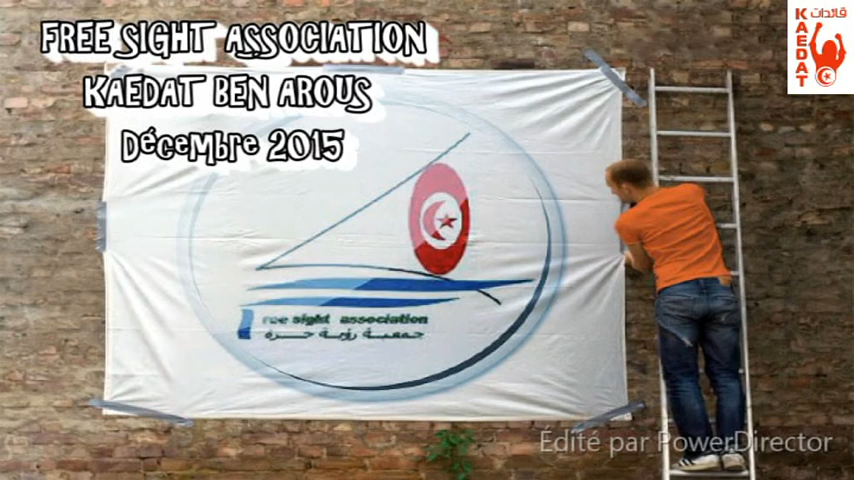 FREE SIGHT ASSOCIATION
KAEDAT BEN AROUS
Décembre 2015
قائدات
KAEDAT
ree sight association
جمعية رؤية حرة
Édité par PowerDirector